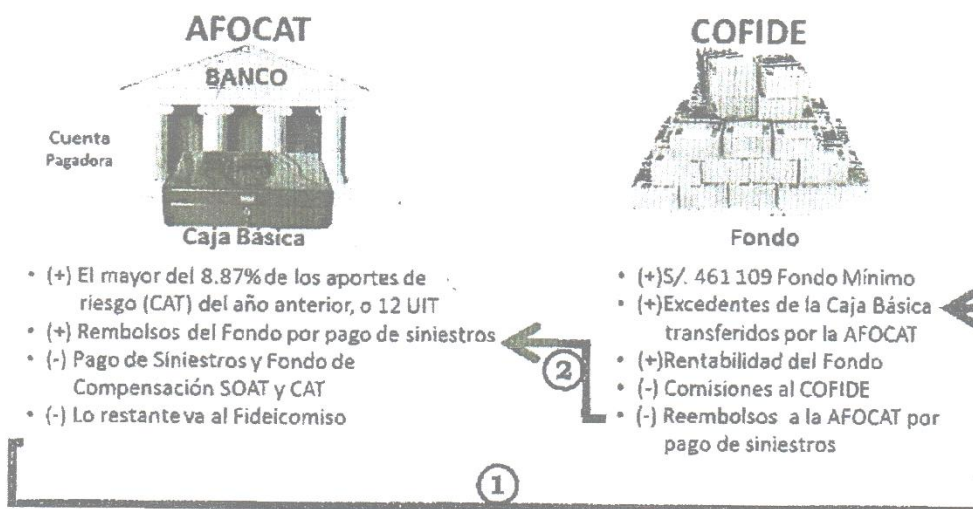 AFOCAT
BANCO
Cuenta
Pagadora
Caja Básica
• (+) El mayor del 8.87% de los aportes de
riesgo (CAT) del año anterior, o 12 UIT
• (+) Rembolsos del Fondo por pago de siniestros
• (-) Pago de Siniestros y Fondo de
Compensación SOAT y CAT
• (-) Lo restante va al Fideicomiso
COFIDE
Fondo
• (+)S/. 461 109 Fondo Mínimo
• (+)Excedentes de la Caja Básica
transferidos por la AFOCAT
• (+)Rentabilidad del Fondo
• (-) Comisiones al COFIDE
• (-) Reembolsos a la AFOCAT por
pago de siniestros
2
1